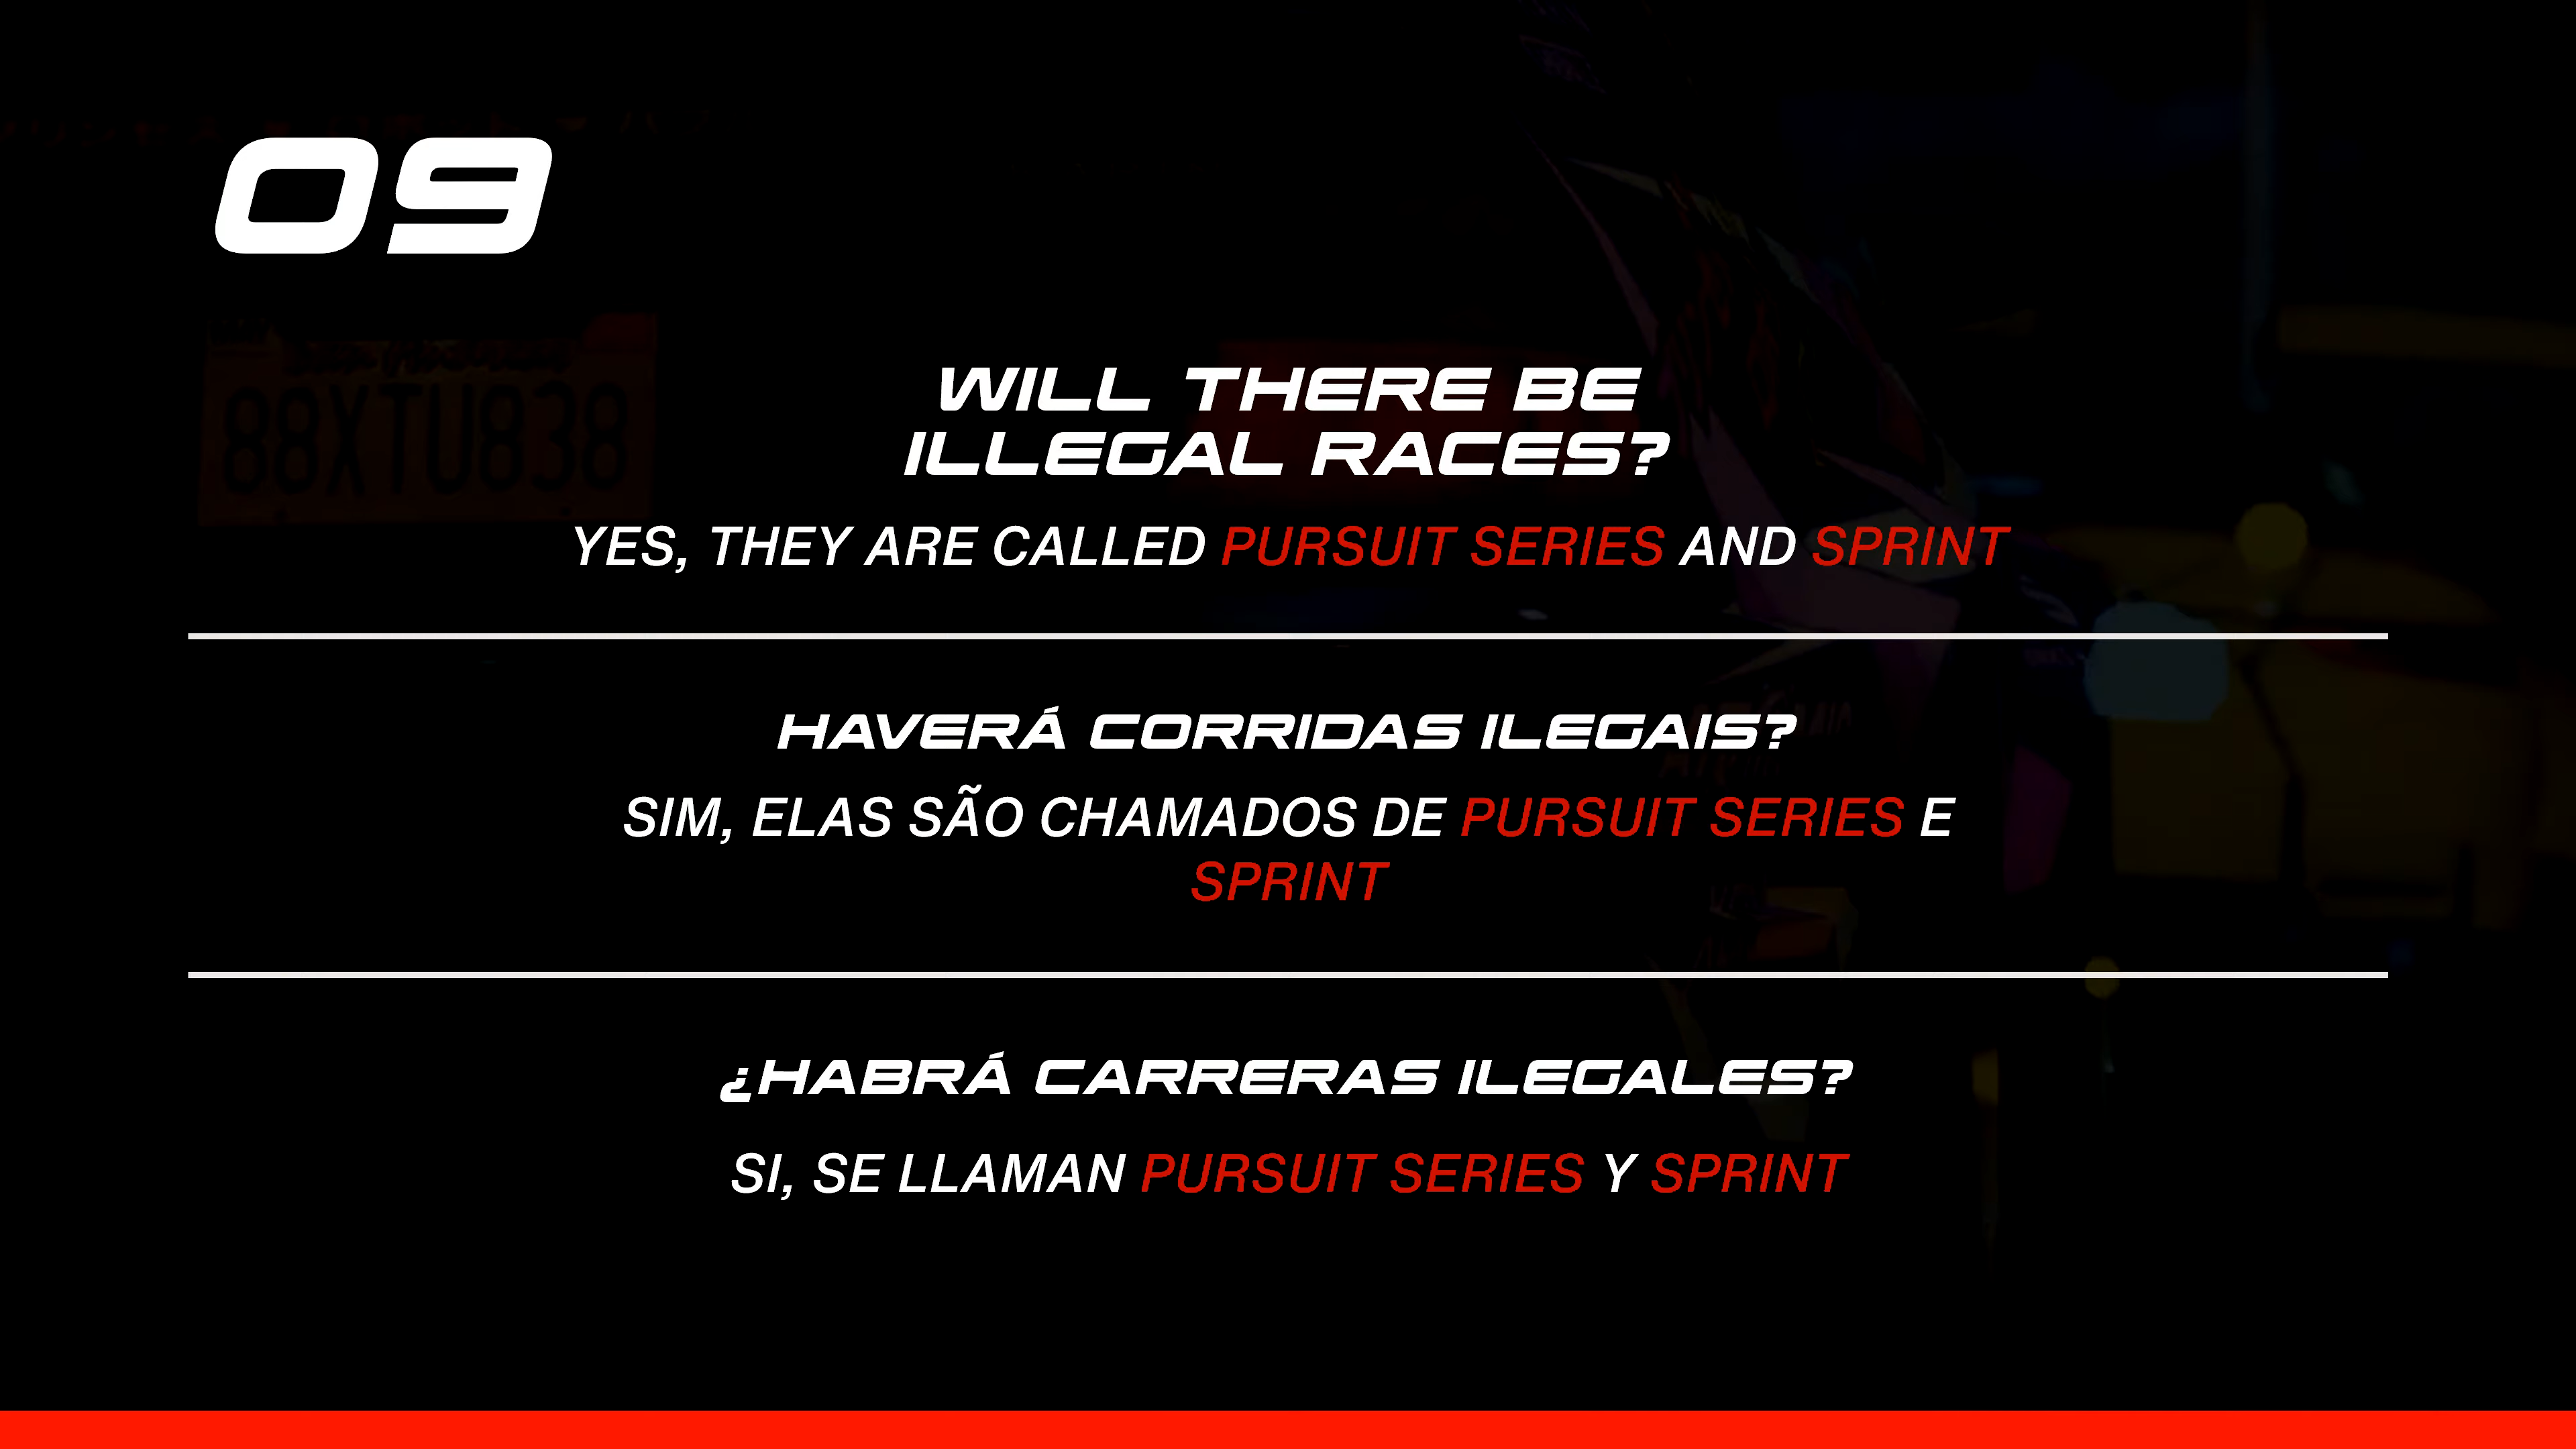 09
88XTU838
WILL THERE BE
ILLEGAL RACES?
YES, THEY ARE CALLED PURSUIT SERIES AND SPRINT
HAVERÁ CORRIDAS ILEGAIS?
SIM, ELAS SÃO CHAMADOS DE PURSUIT SERIES E
SPRINT
¿HABRÁ CARRERAS ILEGALES?
SI, SE LLAMAN PURSUIT SERIES Y SPRINT